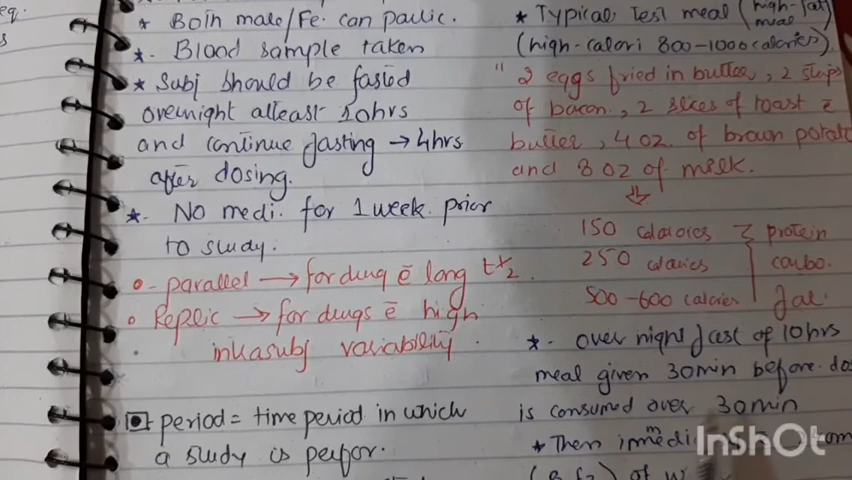 eq.
s
* Both male/Fe. can partic.
*. Blood sample taken
* Subj should be fasted
overnight atleast 10hrs
and continue fasting → 4hrs
after dosing.
*. No medi. for 1 week prior
to study.
o - parallel → for drug c̄ long t½.
o Replic → for drugs c̄ high
intrasubj variability.
period = time period in which
a study is perfor.
* Typical test meal (high-fat
meal)
(high-calori 800-1000 calories)
" 2 eggs fried in butter, 2 strips
of bacon, 2 slices of toast c̄
butter, 4 oz. of brown potato
and 8 oz of milk.
⇓
150 calories } protein
250 calories carbo.
500-600 calories fat.
*. Over night fast of 10hrs
meal given 30min before do
is consumed over 30min
* Then immedi
of
InShOt